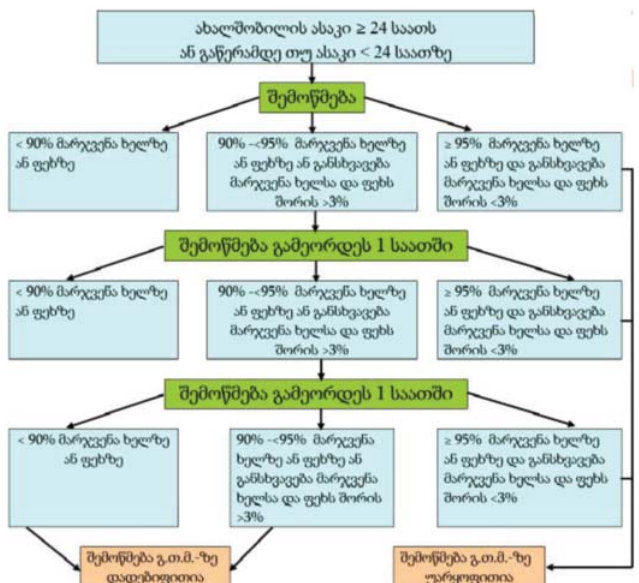 ახალშობილის ასაკი ≥ 24 საათს
ან გაწერამდე თუ ასაკი < 24 საათზე
შემოწმება
< 90% მარჯვენა ხელზე
ან ფეხზე
90% -<95% მარჯვენა ხელზე
ან ფეხზე ან განსხვავება
მარჯვენა ხელსა და ფეხს
შორის >3%
≥ 95% მარჯვენა ხელზე
ან ფეხზე და განსხვავება
მარჯვენა ხელსა და ფეხს
შორის <3%
შემოწმება გამეორდეს 1 საათში
< 90% მარჯვენა ხელზე
ან ფეხზე
90% -<95% მარჯვენა ხელზე
ან ფეხზე ან განსხვავება
მარჯვენა ხელსა და ფეხს
შორის >3%
≥ 95% მარჯვენა ხელზე
ან ფეხზე და განსხვავება
მარჯვენა ხელსა და ფეხს
შორის <3%
შემოწმება გამეორდეს 1 საათში
< 90% მარჯვენა ხელზე
ან ფეხზე
90% -<95% მარჯვენა
ხელზე ან ფეხზე ან
განსხვავება მარჯვენა
ხელსა და ფეხს შორის
>3%
≥ 95% მარჯვენა ხელზე
ან ფეხზე და განსხვავება
მარჯვენა ხელსა და ფეხს
შორის <3%
შემოწმება გ.თ.მ.-ზე
დადებიფითია
შემოწმება გ.თ.მ.-ზე
უარყოფითია